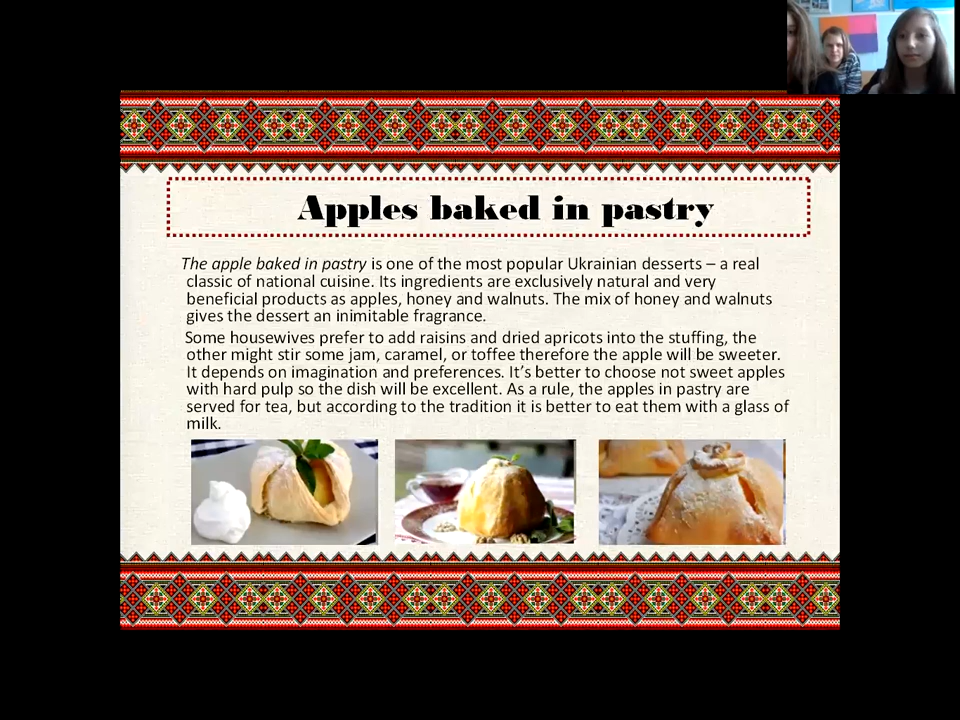 Apples baked in pastry
The apple baked in pastry is one of the most popular Ukrainian desserts – a real
classic of national cuisine. Its ingredients are exclusively natural and very
beneficial products as apples, honey and walnuts. The mix of honey and walnuts
gives the dessert an inimitable fragrance.
Some housewives prefer to add raisins and dried apricots into the stuffing, the
other might stir some jam, caramel, or toffee therefore the apple will be sweeter.
It depends on imagination and preferences. It’s better to choose not sweet apples
with hard pulp so the dish will be excellent. As a rule, the apples in pastry are
served for tea, but according to the tradition it is better to eat them with a glass of
milk.